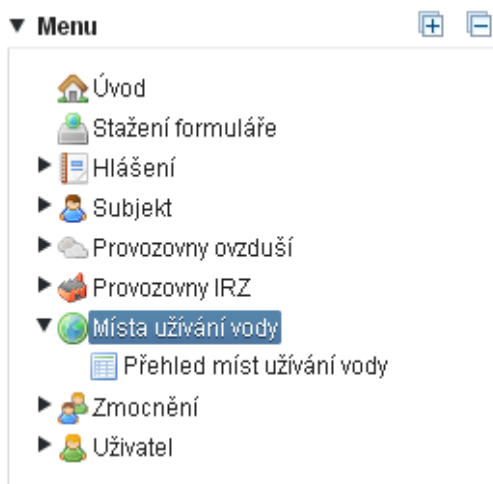 Menu
Úvod
Stažení formuláře
Hlášení
Subjekt
Provozovny ovzduší
Provozovny IRZ
Místa užívání vody
Přehled míst užívání vody
Zmocnění
Uživatel